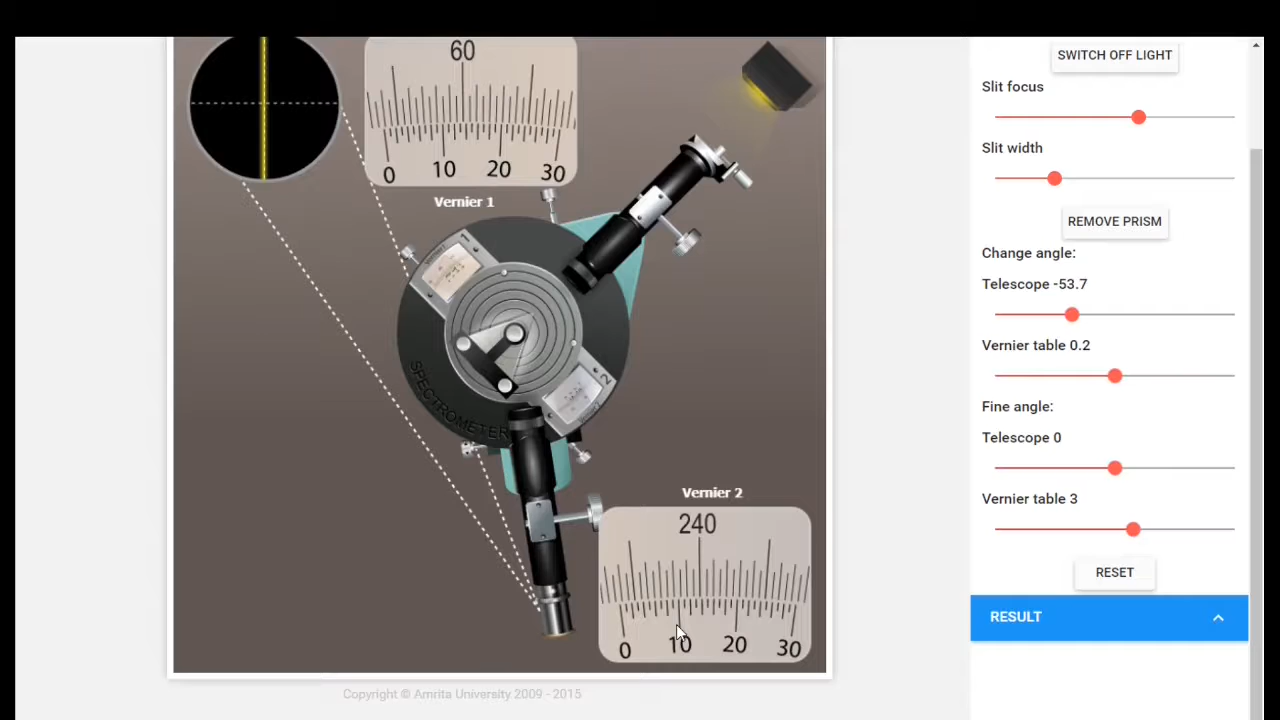 SWITCH OFF LIGHT
60
Slit focus
0 10 20 30
Slit width
Vernier 1
REMOVE PRISM
1
Change angle:
Telescope -53.7
Vernier table 0.2
2
SPECTROMETER
Fine angle:
Telescope 0
Vernier 2
Vernier table 3
240
RESET
RESULT
0 10 20 30
Copyright © Amrita University 2009 - 2015